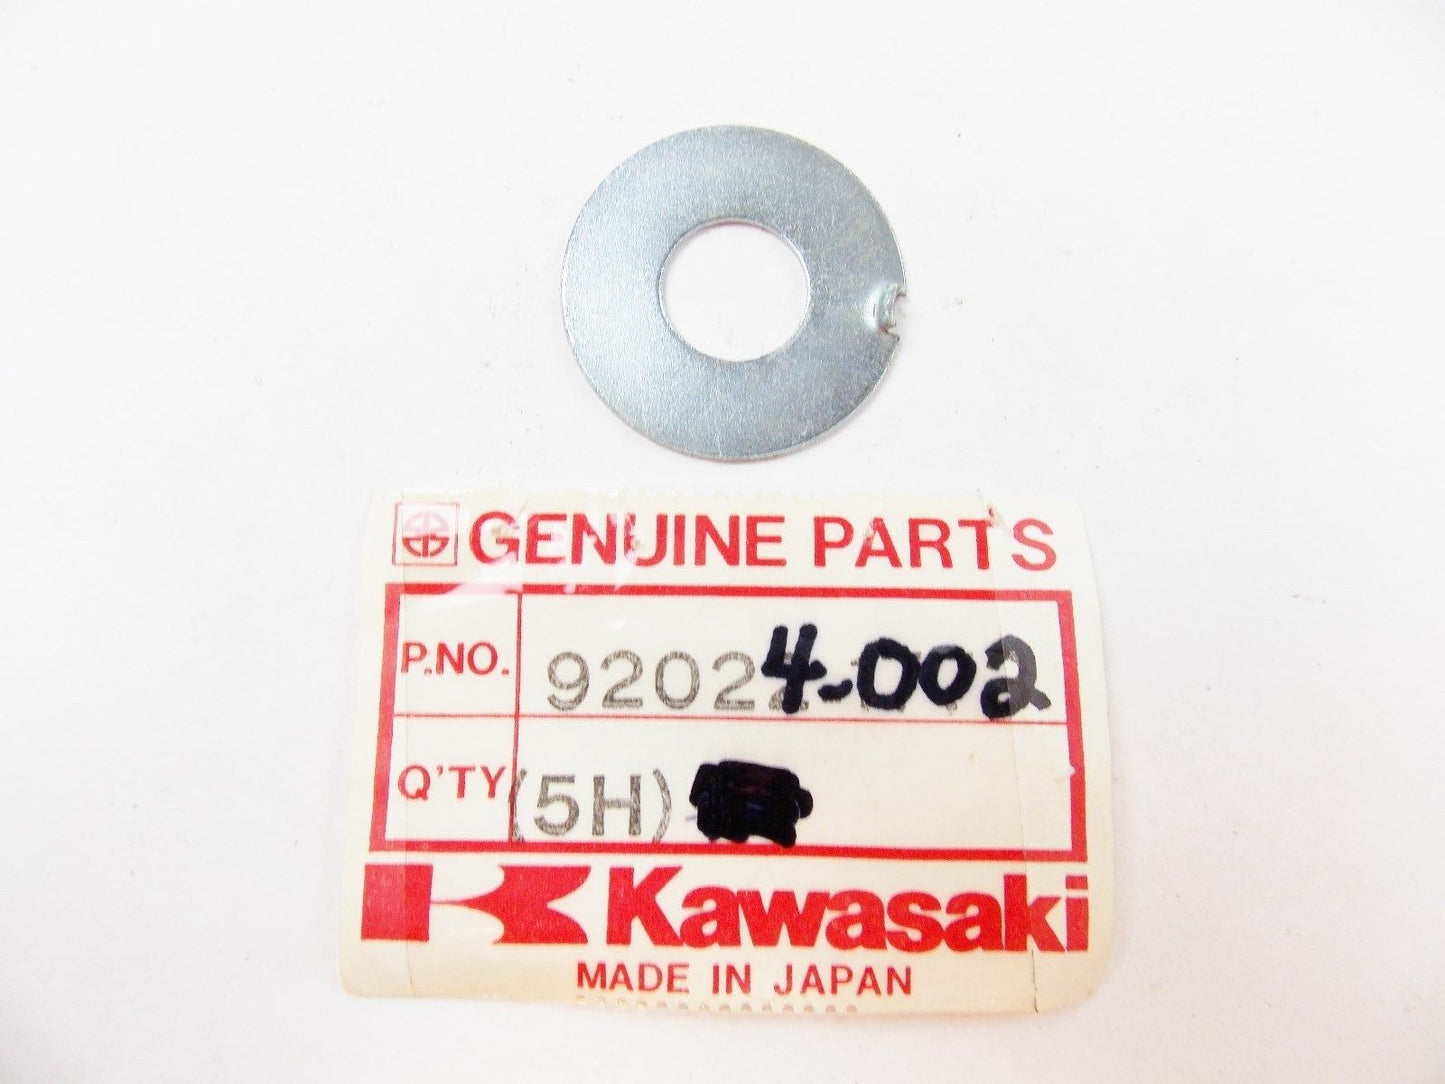 GENUINE PARTS
P.NO. 92024-002
Q'TY (5H)
Kawasaki
MADE IN JAPAN